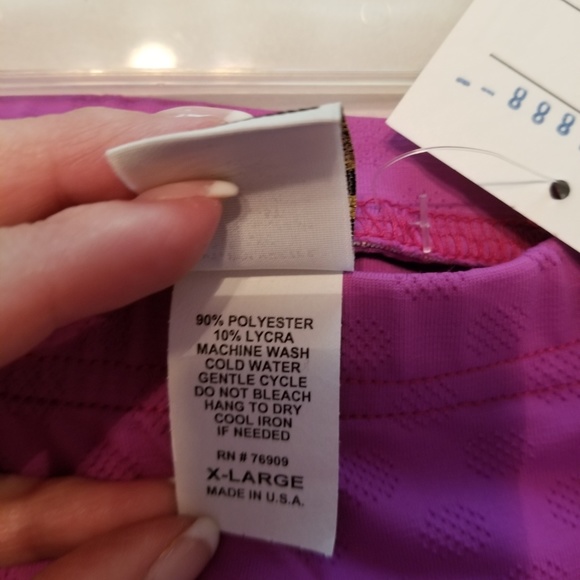 --888
90% POLYESTER
10% LYCRA
MACHINE WASH
COLD WATER
GENTLE CYCLE
DO NOT BLEACH
HANG TO DRY
COOL IRON
IF NEEDED
RN # 76909
X-LARGE
MADE IN U.S.A.